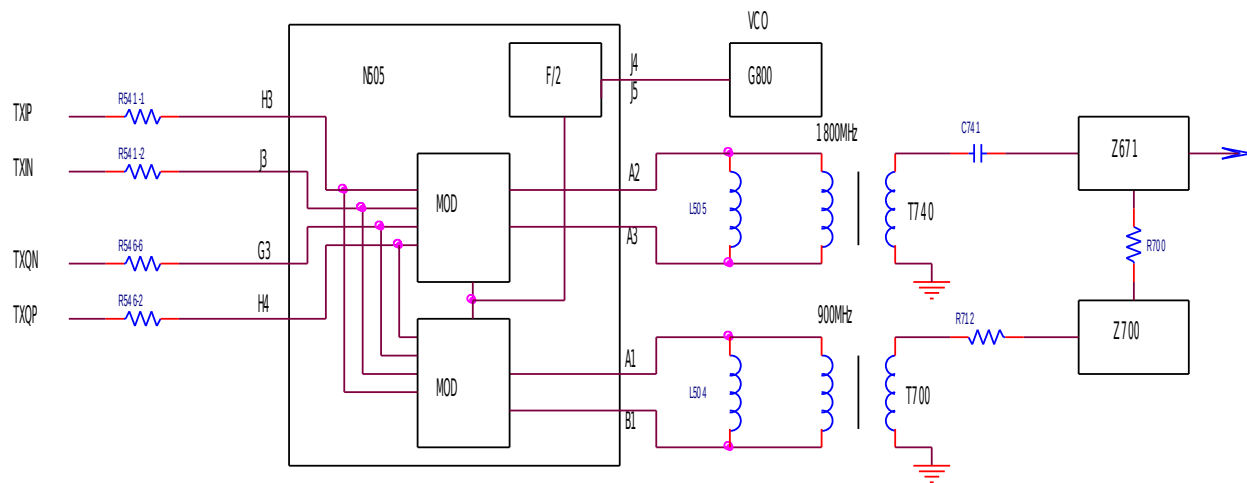 VCO
N505
F/2
J4
J5
G800
TXIP
R541-1
H3
1800MHz
C741
Z671
TXIN
R541-2
J3
A2
MOD
L505
T740
A3
R700
TXQN
R546-6
G3
TXQP
R546-2
H4
900MHz
R712
Z700
A1
MOD
L504
T700
B1